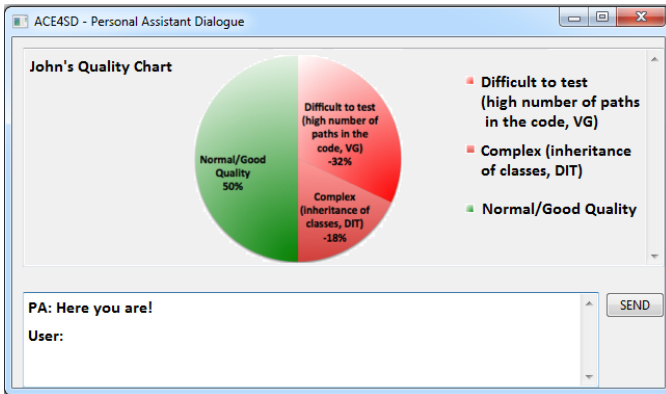 ACE4SD - Personal Assistant Dialogue
John's Quality Chart
Difficult to test
(high number of
paths in the
code, VG)
-32%
Normal/Good
Quality
50%
Complex
(inheritance of
classes, DIT)
-18%
Difficult to test
(high number of paths
in the code, VG)
Complex (inheritance
of classes, DIT)
Normal/Good Quality
PA: Here you are!
SEND
User: